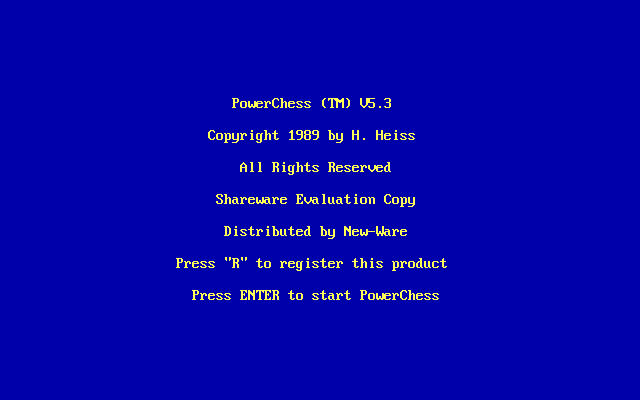 PowerChess (TM) V5.3
Copyright 1989 by H. Heiss
All Rights Reserved
Shareware Evaluation Copy
Distributed by New-Ware
Press "R" to register this product
Press ENTER to start PowerChess